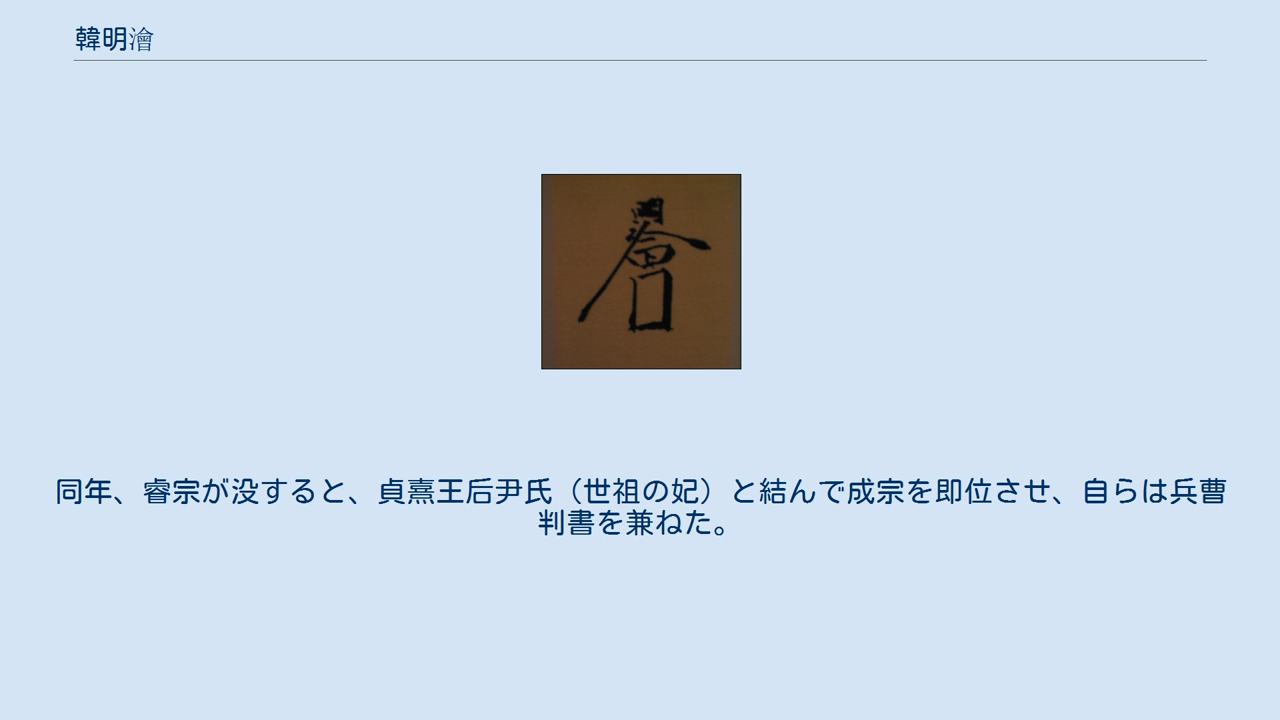 韓明澮
同年、睿宗が没すると、貞熹王后尹氏（世祖の妃）と結んで成宗を即位させ、自らは兵曹
判書を兼ねた。